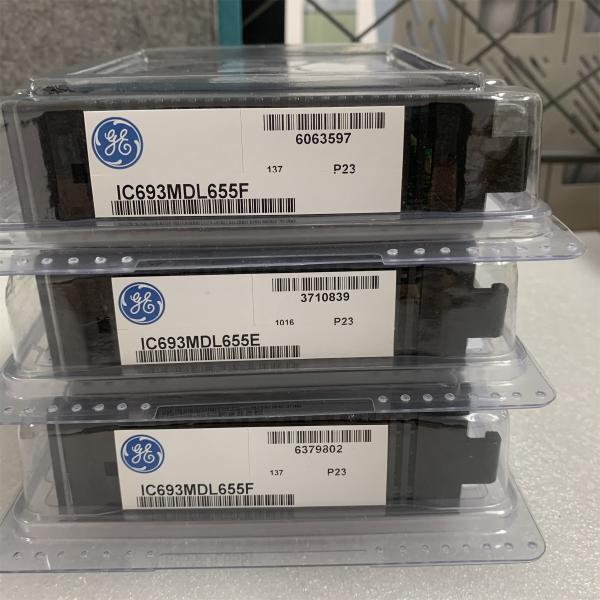 GE
6063597
137 P23
IC693MDL655F
GE
3710839
1016 P23
IC693MDL655E
GE
6379802
137 P23
IC693MDL655F